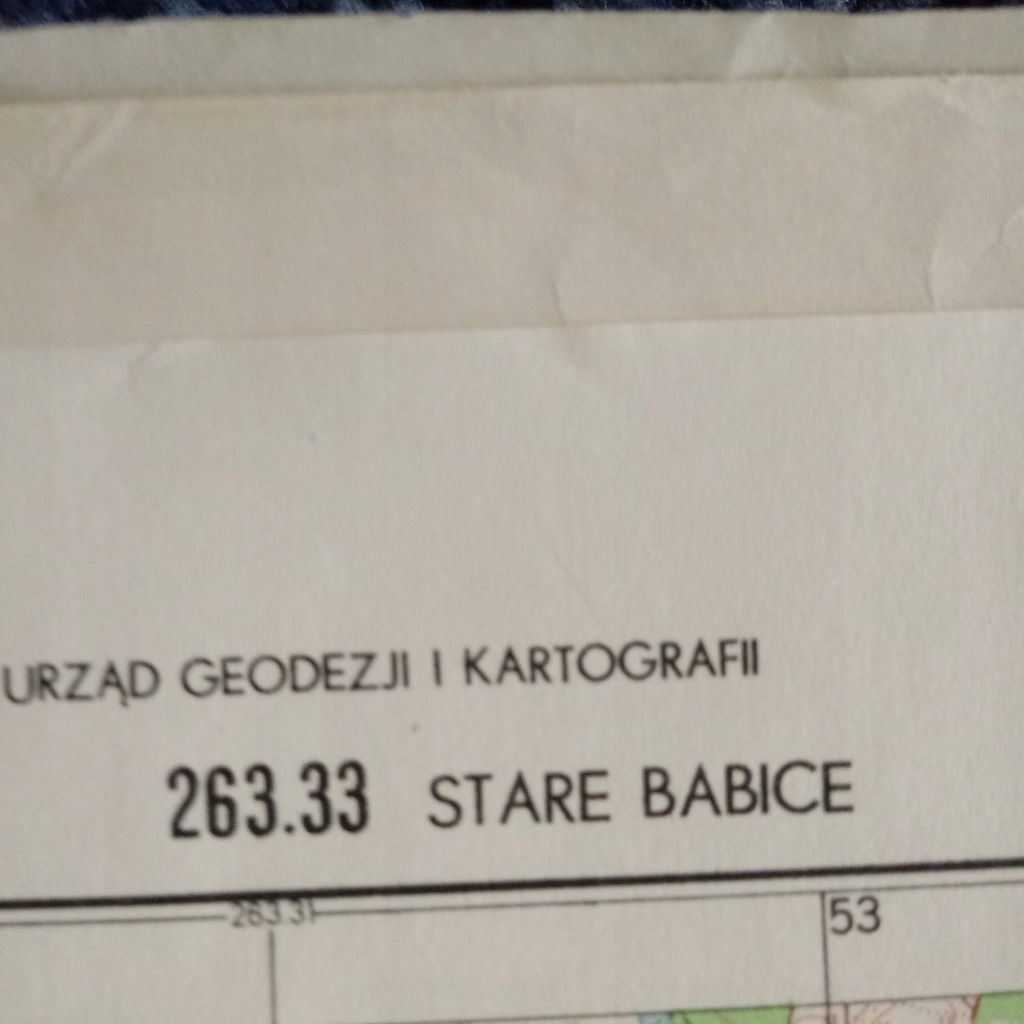 URZĄD GEODEZJI I KARTOGRAFII
263.33 STARE BABICE
263.31
53